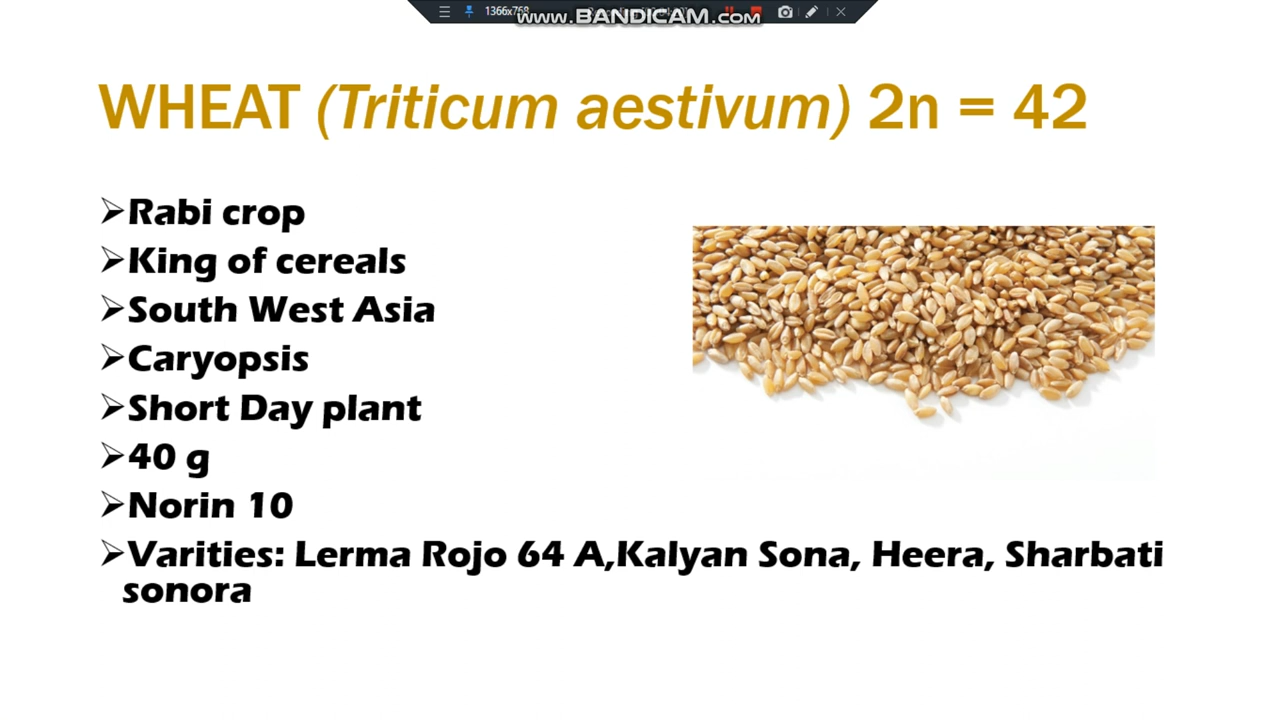 1366x768
www.BANDICAM.com
WHEAT (Triticum aestivum) 2n = 42
➢Rabi crop
➢King of cereals
➢South West Asia
➢Caryopsis
➢Short Day plant
➢40 g
➢Norin 10
➢Varities: Lerma Rojo 64 A,Kalyan Sona, Heera, Sharbati
sonora